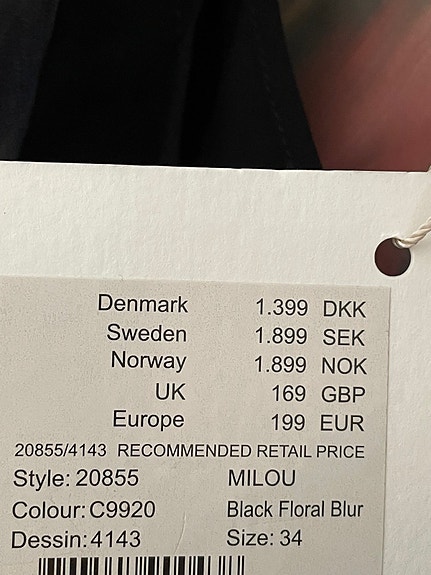 Denmark 1.399 DKK
Sweden 1.899 SEK
Norway 1.899 NOK
UK 169 GBP
Europe 199 EUR
20855/4143 RECOMMENDED RETAIL PRICE
Style: 20855 MILOU
Colour: C9920 Black Floral Blur
Dessin: 4143 Size: 34